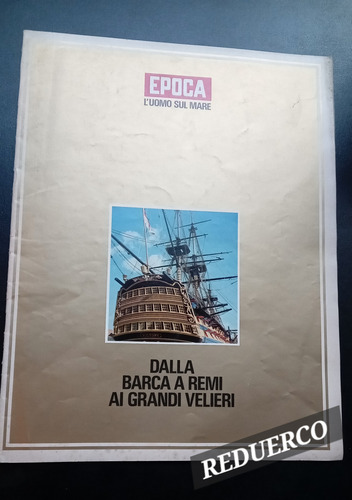 EPOCA
L'UOMO SUL MARE
DALLA
BARCA A REMI
AI GRANDI VELIERI
REDUERCO